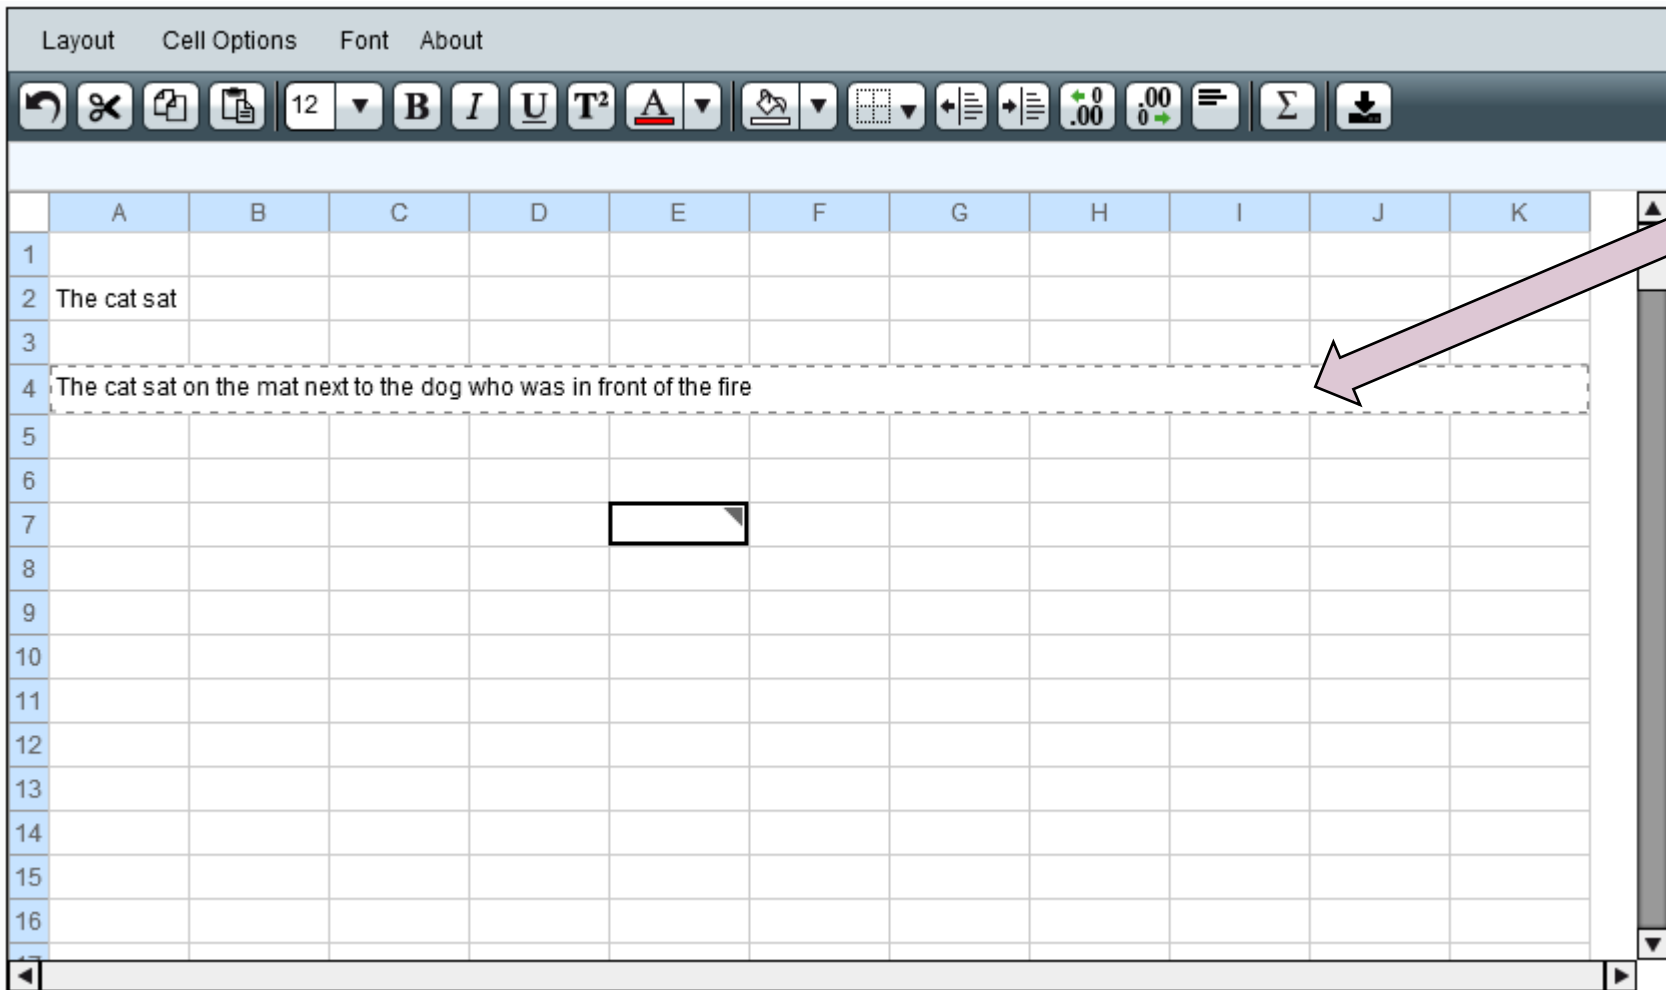 Layout Cell Options Font About
12 B I U T² A .00 .00 0 Σ
A B C D E F G H I J K
1
2 The cat sat
3
4 The cat sat on the mat next to the dog who was in front of the fire
5
6
7
8
9
10
11
12
13
14
15
16